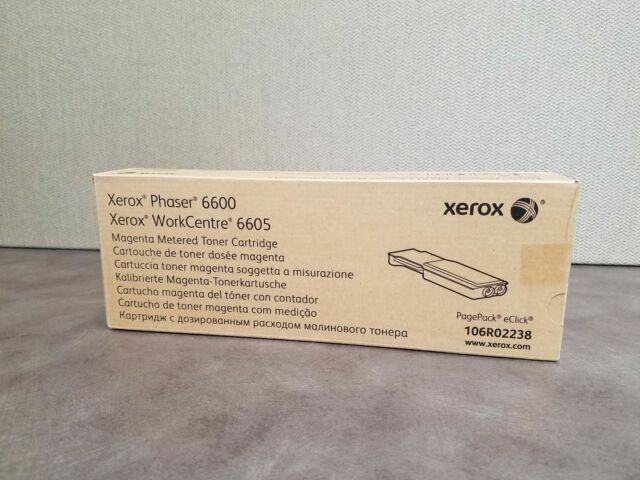 Xerox® Phaser® 6600
Xerox® WorkCentre® 6605
Magenta Metered Toner Cartridge
Cartouche de toner dosée magenta
Cartuccia toner magenta soggetta a misurazione
Kalibrierte Magenta-Tonerkartusche
Cartucho magenta del tóner con contador
Cartucho de toner magenta com medição
Картридж с дозированным расходом малинового тонера
xerox ®
PagePack® eClick®
106R02238
www.xerox.com